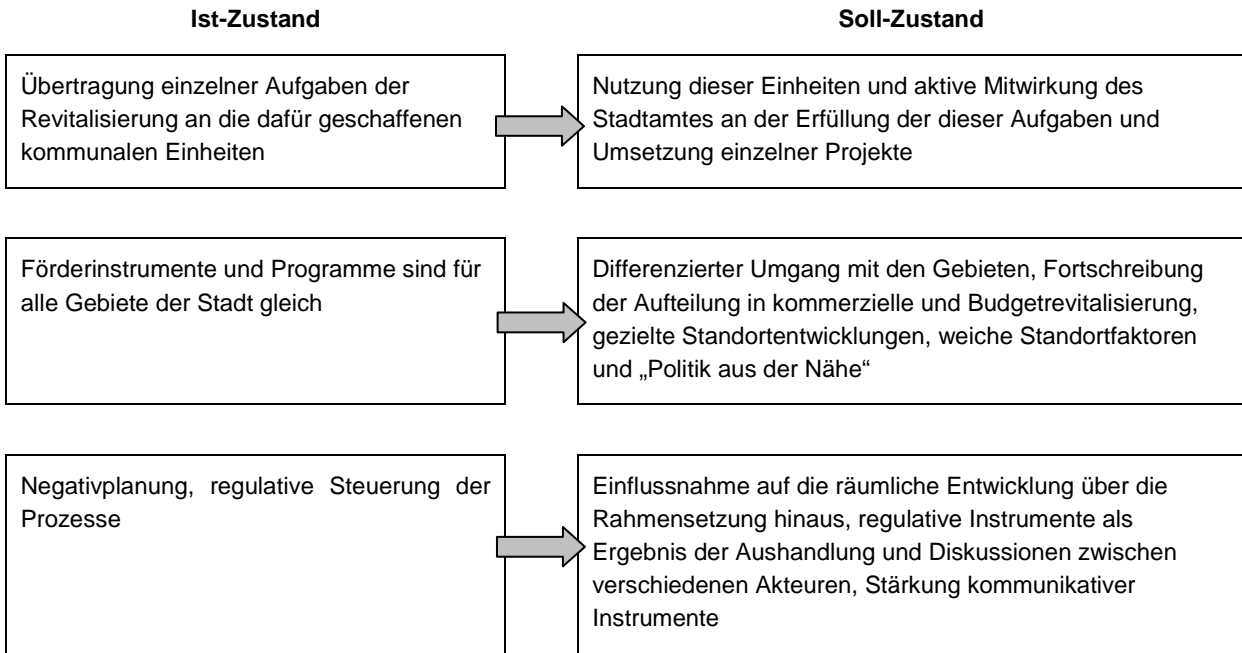 Ist-Zustand
Soll-Zustand
Übertragung einzelner Aufgaben der
Revitalisierung an die dafür geschaffenen
kommunalen Einheiten
Nutzung dieser Einheiten und aktive Mitwirkung des
Stadtamtes an der Erfüllung der dieser Aufgaben und
Umsetzung einzelner Projekte
Förderinstrumente und Programme sind für
alle Gebiete der Stadt gleich
Differenzierter Umgang mit den Gebieten, Fortschreibung
der Aufteilung in kommerzielle und Budgetrevitalisierung,
gezielte Standortentwicklungen, weiche Standortfaktoren
und „Politik aus der Nähe“
Negativplanung, regulative Steuerung der
Prozesse
Einflussnahme auf die räumliche Entwicklung über die
Rahmensetzung hinaus, regulative Instrumente als
Ergebnis der Aushandlung und Diskussionen zwischen
verschiedenen Akteuren, Stärkung kommunikativer
Instrumente